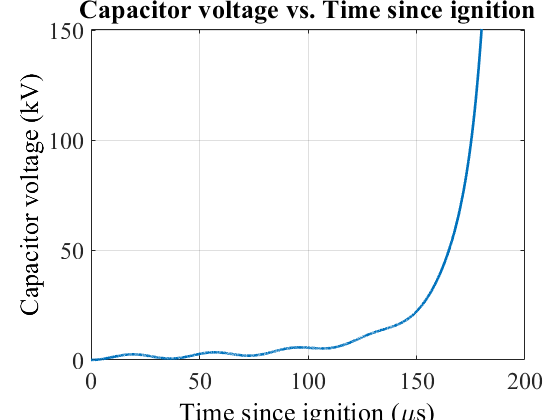 Capacitor voltage vs. Time since ignition
150
100
50
0
Capacitor voltage (kV)
0 50 100 150 200
Time since ignition (μs)